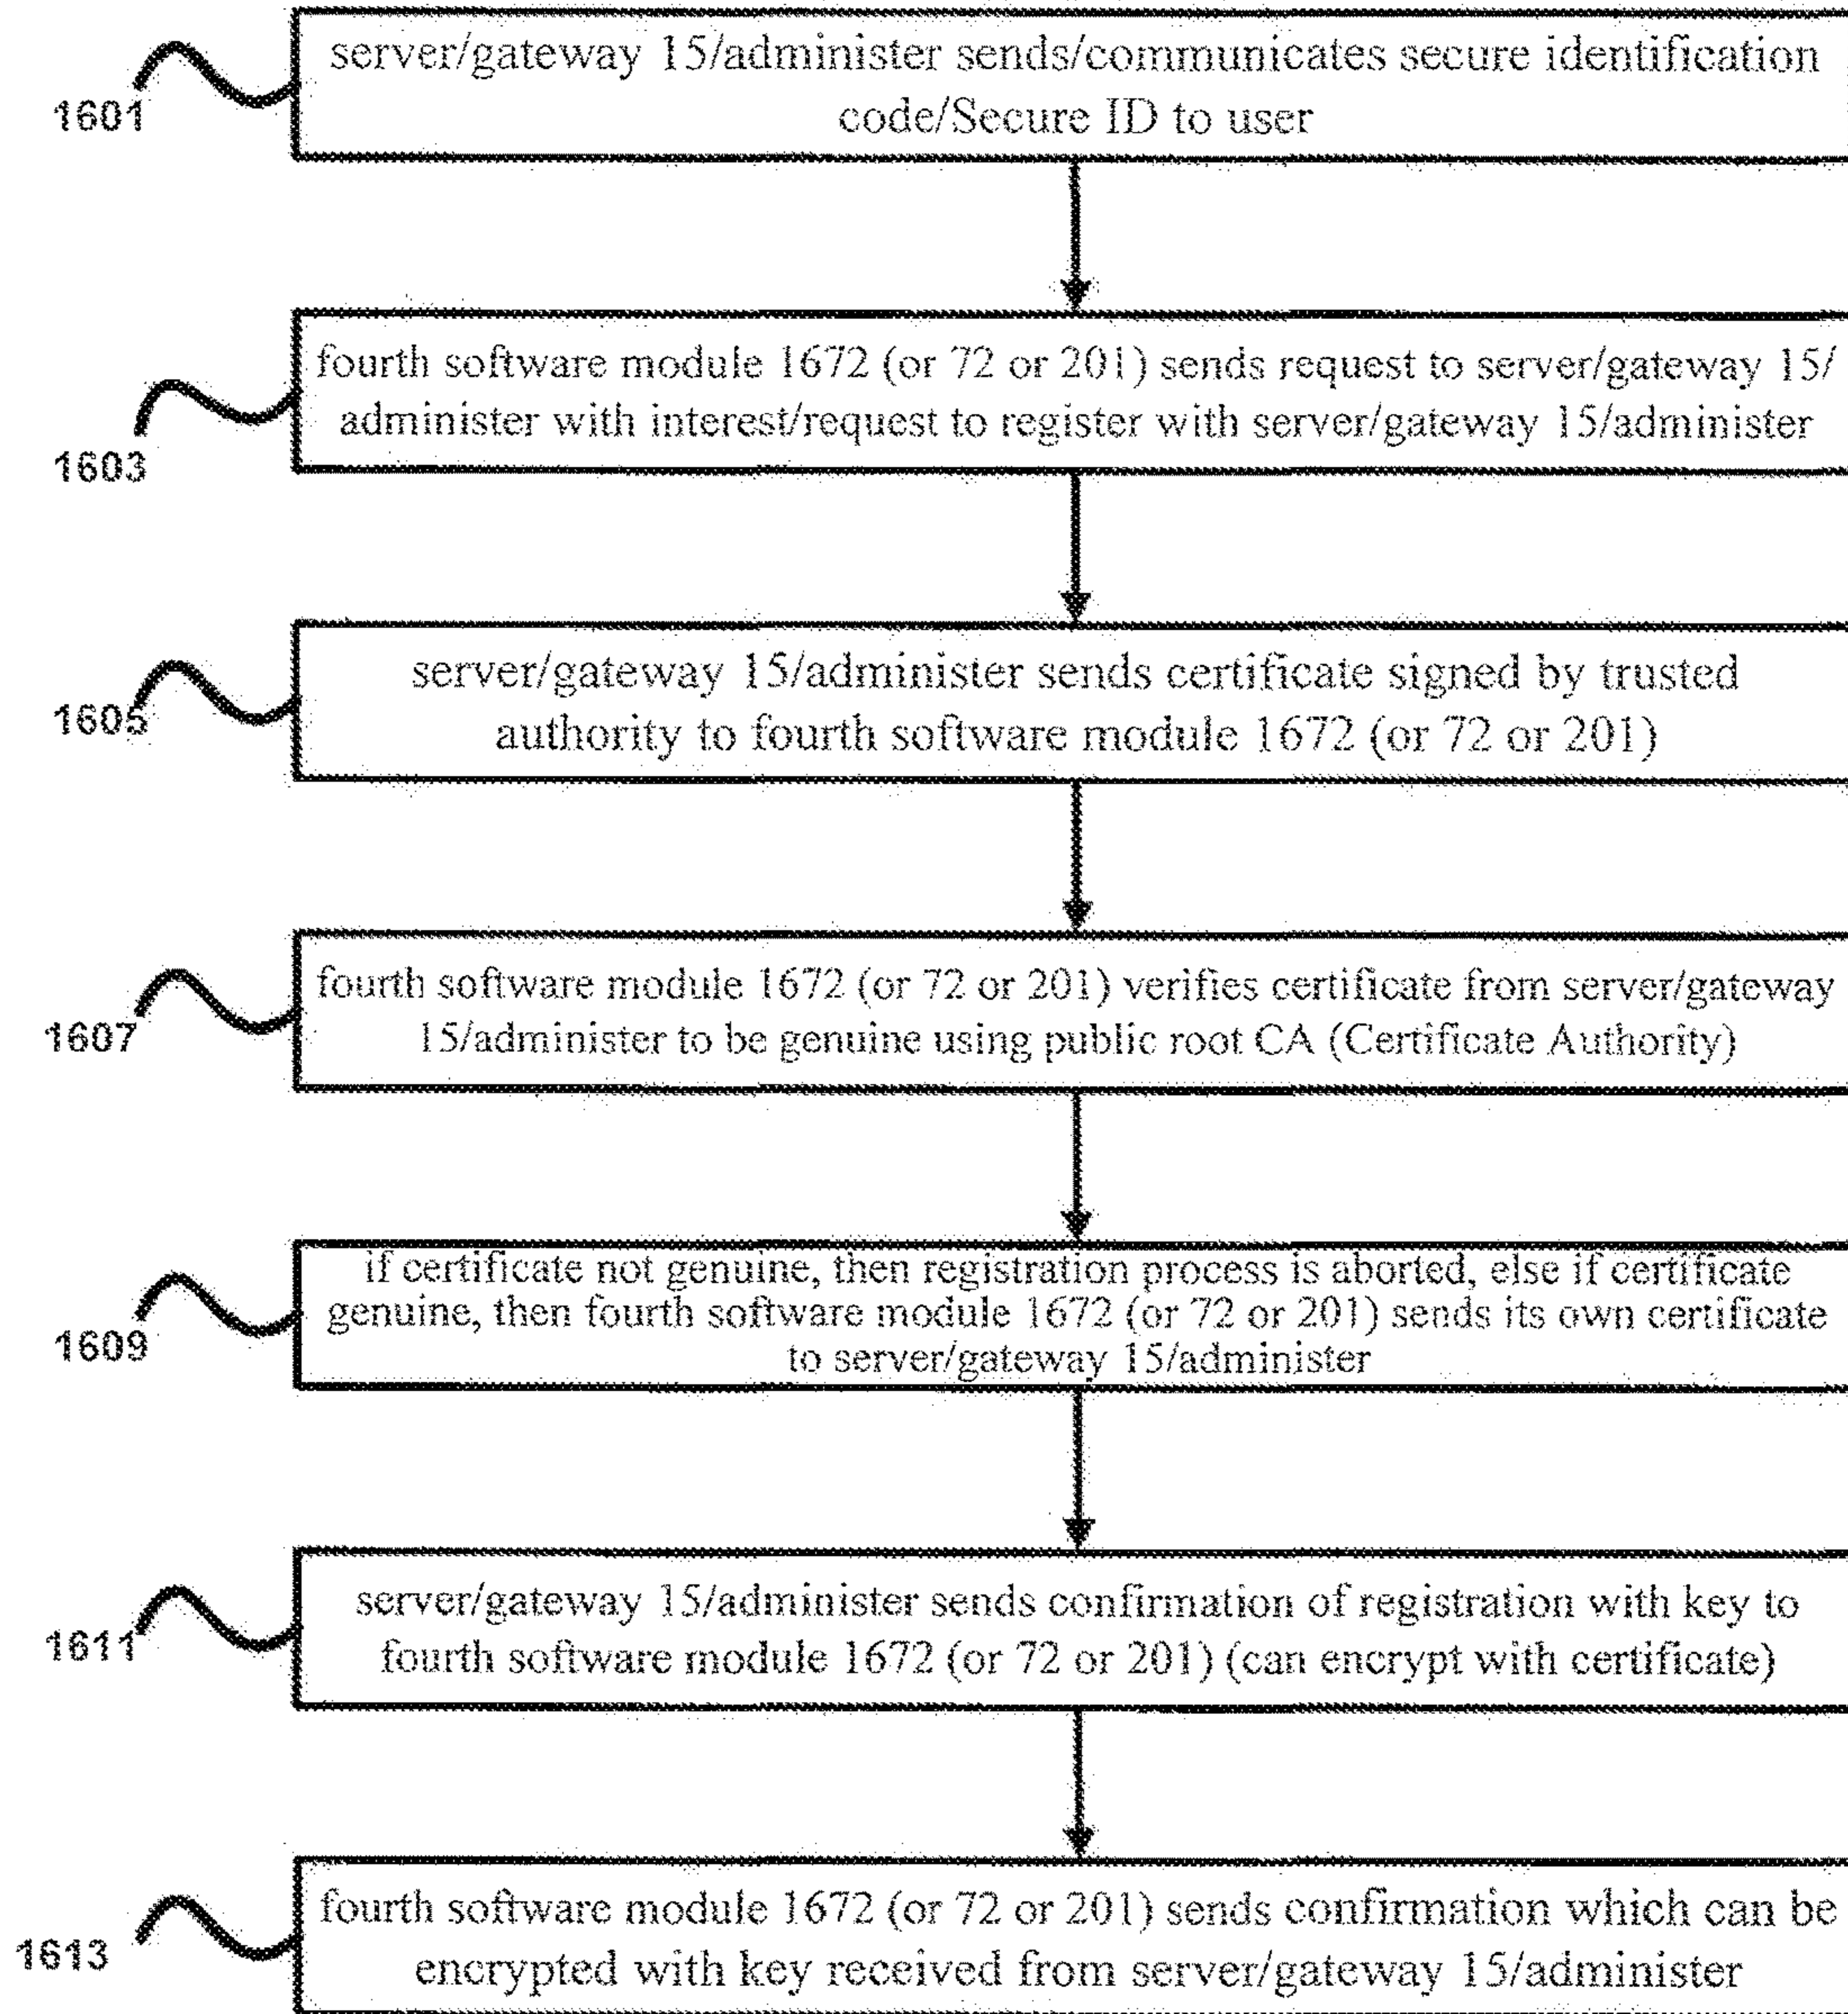 server/gateway 15/administer sends/communicates secure identification
code/Secure ID to user
1601
fourth software module 1672 (or 72 or 201) sends request to server/gateway 15/
administer with interest/request to register with server/gateway 15/administer
1603
server/gateway 15/administer sends certificate signed by trusted
authority to fourth software module 1672 (or 72 or 201)
1605
fourth software module 1672 (or 72 or 201) verifies certificate from server/gateway
15/administer to be genuine using public root CA (Certificate Authority)
1607
if certificate not genuine, then registration process is aborted, else if certificate
genuine, then fourth software module 1672 (or 72 or 201) sends its own certificate
to server/gateway 15/administer
1609
server/gateway 15/administer sends confirmation of registration with key to
fourth software module 1672 (or 72 or 201) (can encrypt with certificate)
1611
fourth software module 1672 (or 72 or 201) sends confirmation which can be
encrypted with key received from server/gateway 15/administer
1613